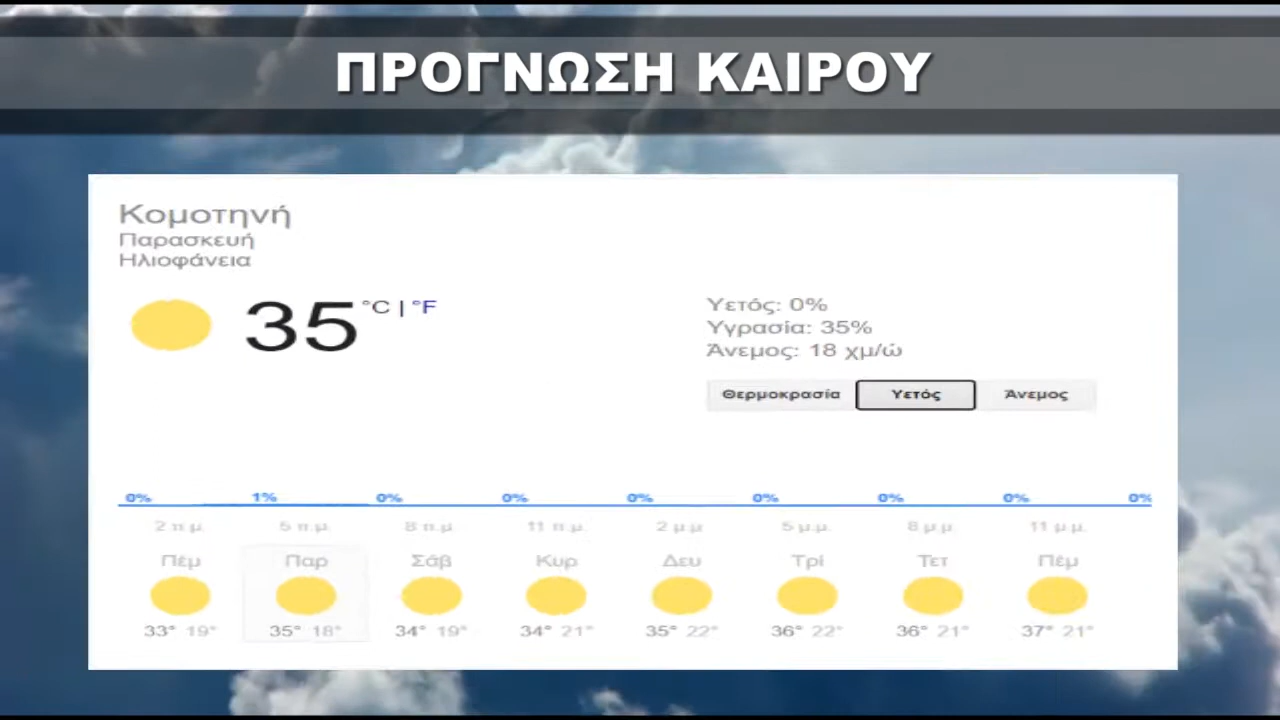 ΠΡΟΓΝΩΣΗ ΚΑΙΡΟΥ
Κομοτηνή
Παρασκευή
Ηλιοφάνεια
35 °C | °F
Υετός: 0%
Υγρασία: 35%
Άνεμος: 18 χμ/ώ
Θερμοκρασία Υετός Άνεμος
0% 1% 0% 0% 0% 0% 0% 0% 0%
2 π.μ. 5 π.μ. 8 π.μ. 11 π.μ. 2 μ.μ. 5 μ.μ. 8 μ.μ. 11 μ.μ.
Πέμ Παρ Σάβ Κυρ Δευ Τρί Τετ Πέμ
33° 19° 35° 18° 34° 19° 34° 21° 35° 22° 36° 22° 36° 21° 37° 21°